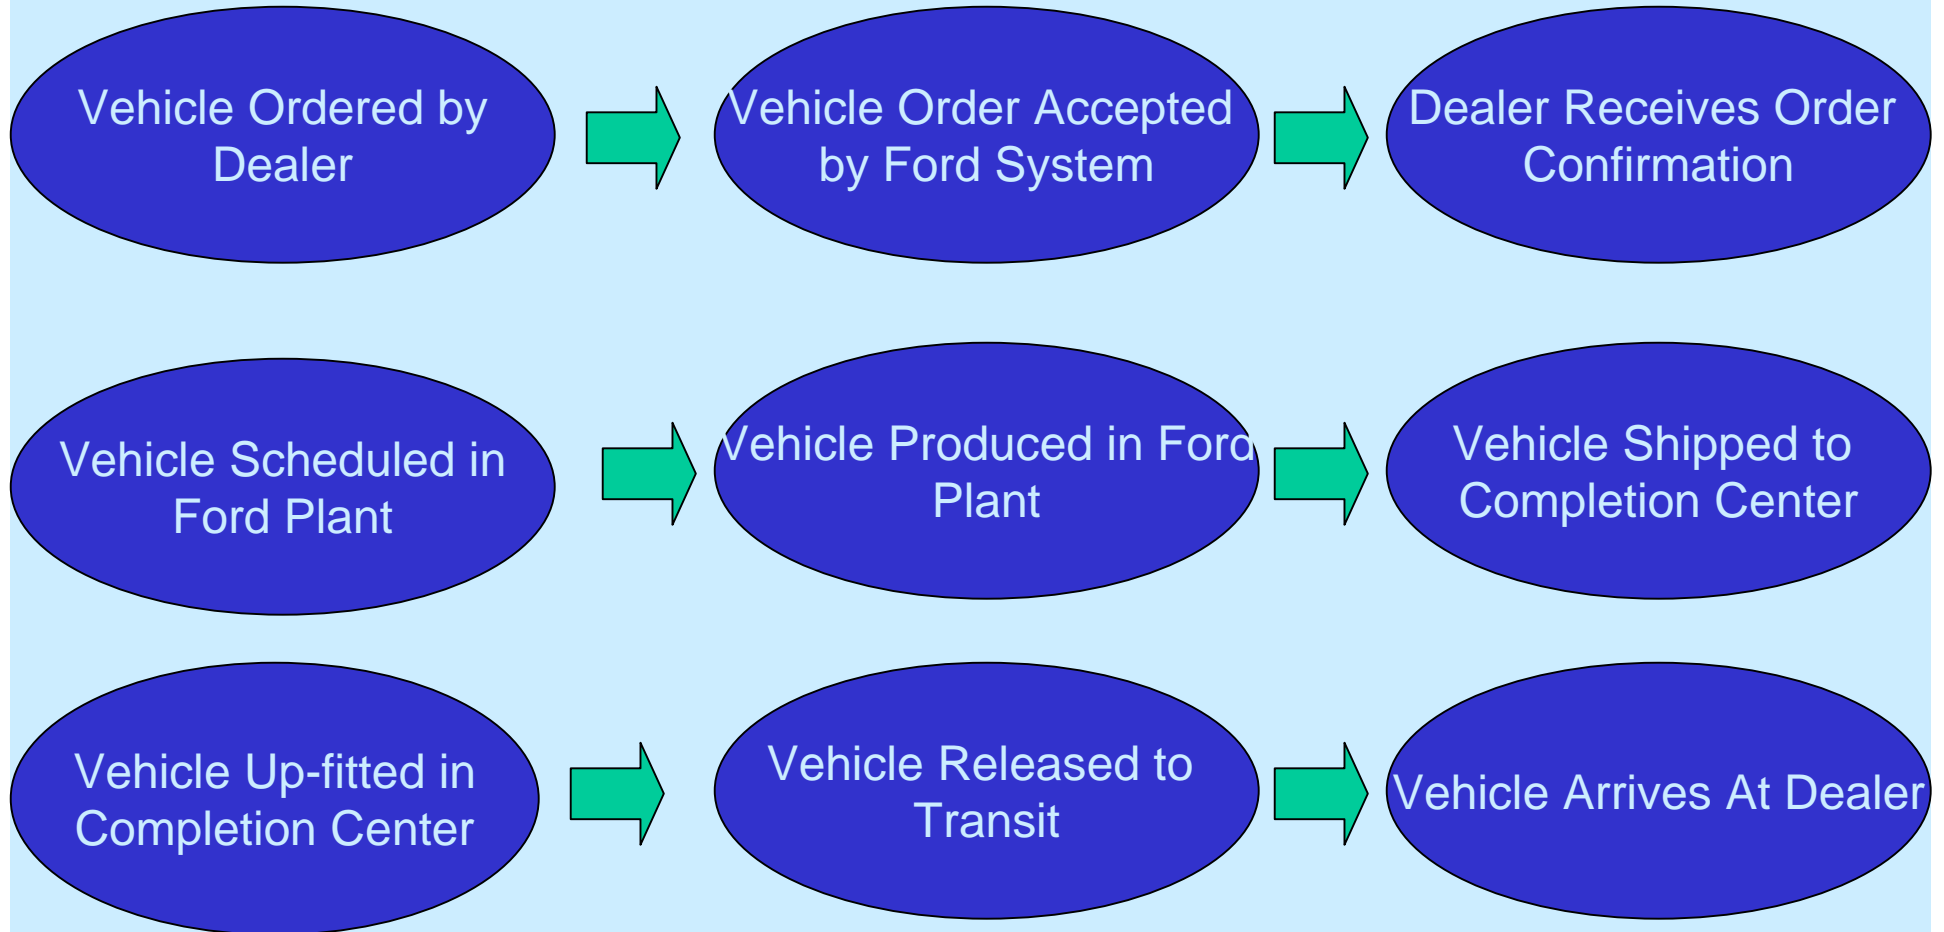 Vehicle Ordered by
Dealer
Vehicle Order Accepted
by Ford System
Dealer Receives Order
Confirmation
Vehicle Scheduled in
Ford Plant
Vehicle Produced in Ford
Plant
Vehicle Shipped to
Completion Center
Vehicle Up-fitted in
Completion Center
Vehicle Released to
Transit
Vehicle Arrives At Dealer